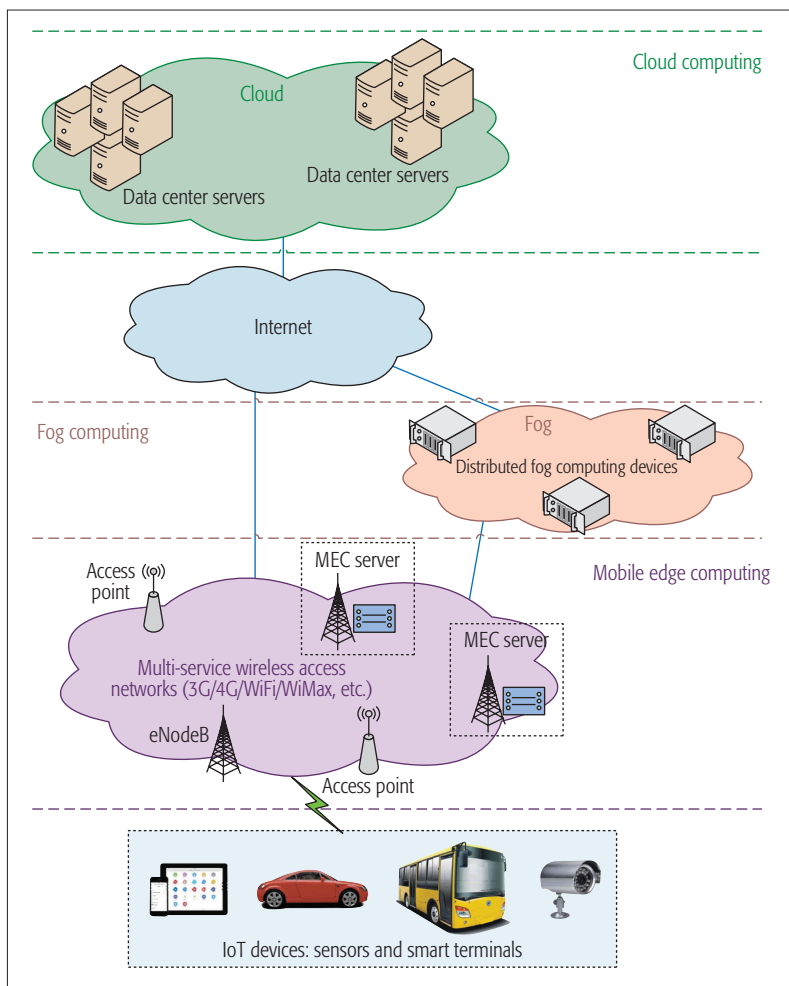 Cloud computing
Cloud
Data center servers
Data center servers
Internet
Fog computing
Fog
Distributed fog computing devices
Mobile edge computing
MEC server
Access
point
MEC server
Multi-service wireless access
networks (3G/4G/WiFi/WiMax, etc.)
eNodeB
Access point
IoT devices: sensors and smart terminals